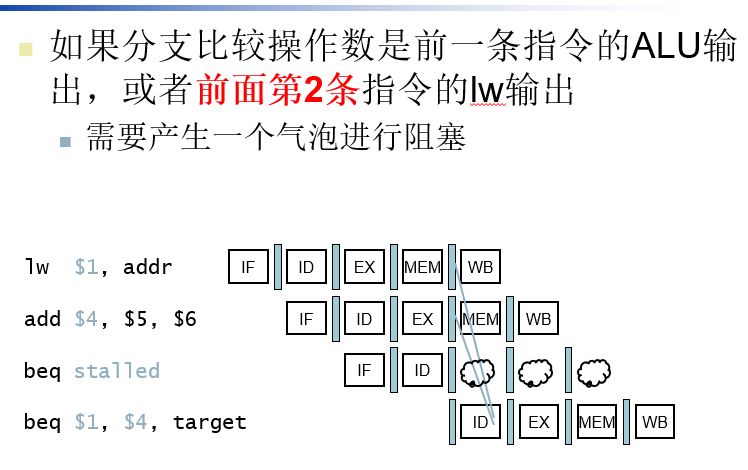 如果分支比较操作数是前一条指令的ALU输
出，或者前面第2条指令的lw输出
需要产生一个气泡进行阻塞
lw $1, addr IF ID EX MEM WB
add $4, $5, $6 IF ID EX MEM WB
beq stalled IF ID
beq $1, $4, target ID EX MEM WB